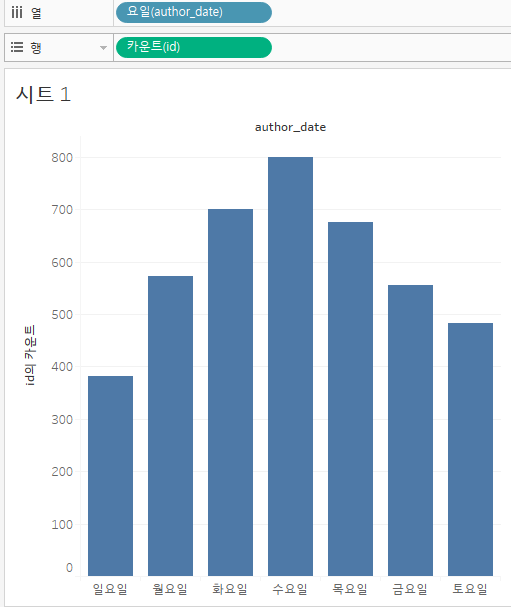 열
요일(author_date)
행
카운트(id)
시트 1
author_date
800
700
600
500
400
300
200
100
0
id의 카운트
일요일 월요일 화요일 수요일 목요일 금요일 토요일